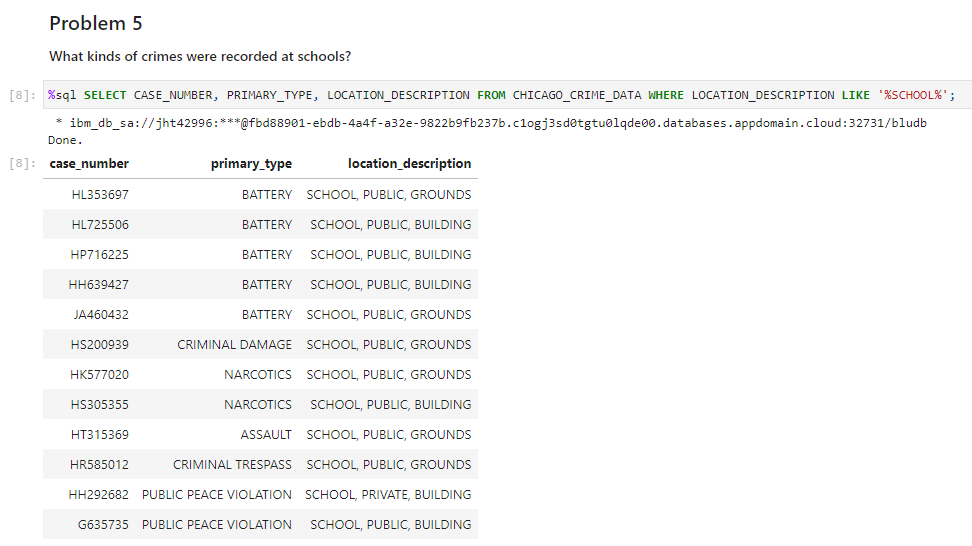 Problem 5
What kinds of crimes were recorded at schools?
[8]: %sql SELECT CASE_NUMBER, PRIMARY_TYPE, LOCATION_DESCRIPTION FROM CHICAGO_CRIME_DATA WHERE LOCATION_DESCRIPTION LIKE '%SCHOOL%';
* ibm_db_sa://jht42996:***@fbd88901-ebdb-4a4f-a32e-9822b9fb237b.c1ogj3sd0tgtu0lqde00.databases.appdomain.cloud:32731/bludb
Done.
[8]: case_number primary_type location_description
HL353697 BATTERY SCHOOL, PUBLIC, GROUNDS
HL725506 BATTERY SCHOOL, PUBLIC, BUILDING
HP716225 BATTERY SCHOOL, PUBLIC, BUILDING
HH639427 BATTERY SCHOOL, PUBLIC, BUILDING
JA460432 BATTERY SCHOOL, PUBLIC, GROUNDS
HS200939 CRIMINAL DAMAGE SCHOOL, PUBLIC, GROUNDS
HK577020 NARCOTICS SCHOOL, PUBLIC, GROUNDS
HS305355 NARCOTICS SCHOOL, PUBLIC, BUILDING
HT315369 ASSAULT SCHOOL, PUBLIC, GROUNDS
HR585012 CRIMINAL TRESPASS SCHOOL, PUBLIC, GROUNDS
HH292682 PUBLIC PEACE VIOLATION SCHOOL, PRIVATE, BUILDING
G635735 PUBLIC PEACE VIOLATION SCHOOL, PUBLIC, BUILDING